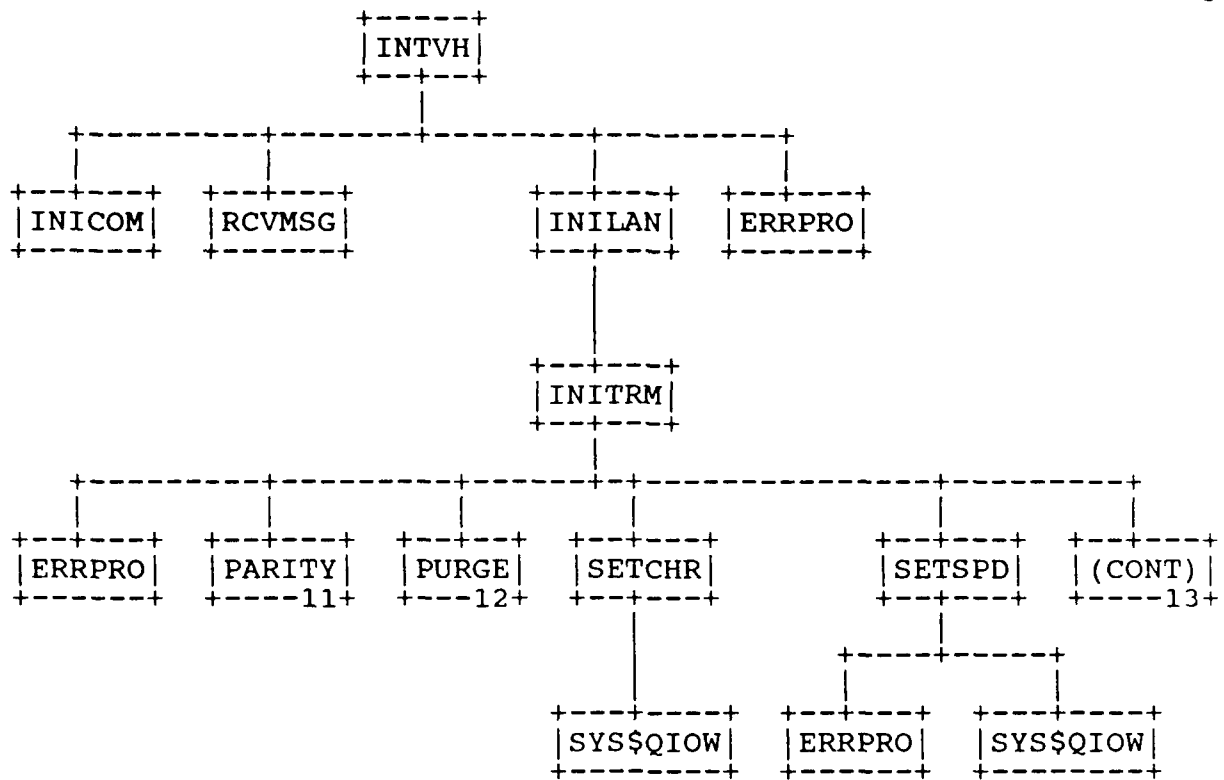 INTVH
INICOM RCVMSG INILAN ERRPRO
INITRM
ERRPRO PARITY PURGE SETCHR SETSPD (CONT)
11 12 13
SYS$QIOW ERRPRO SYS$QIOW